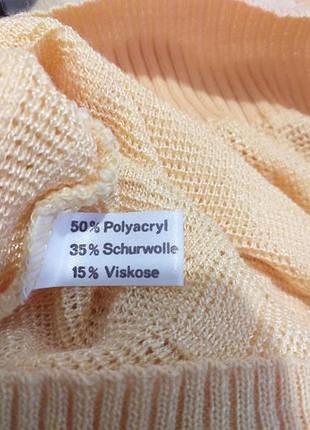 50% Polyacryl
35% Schurwolle
15% Viskose